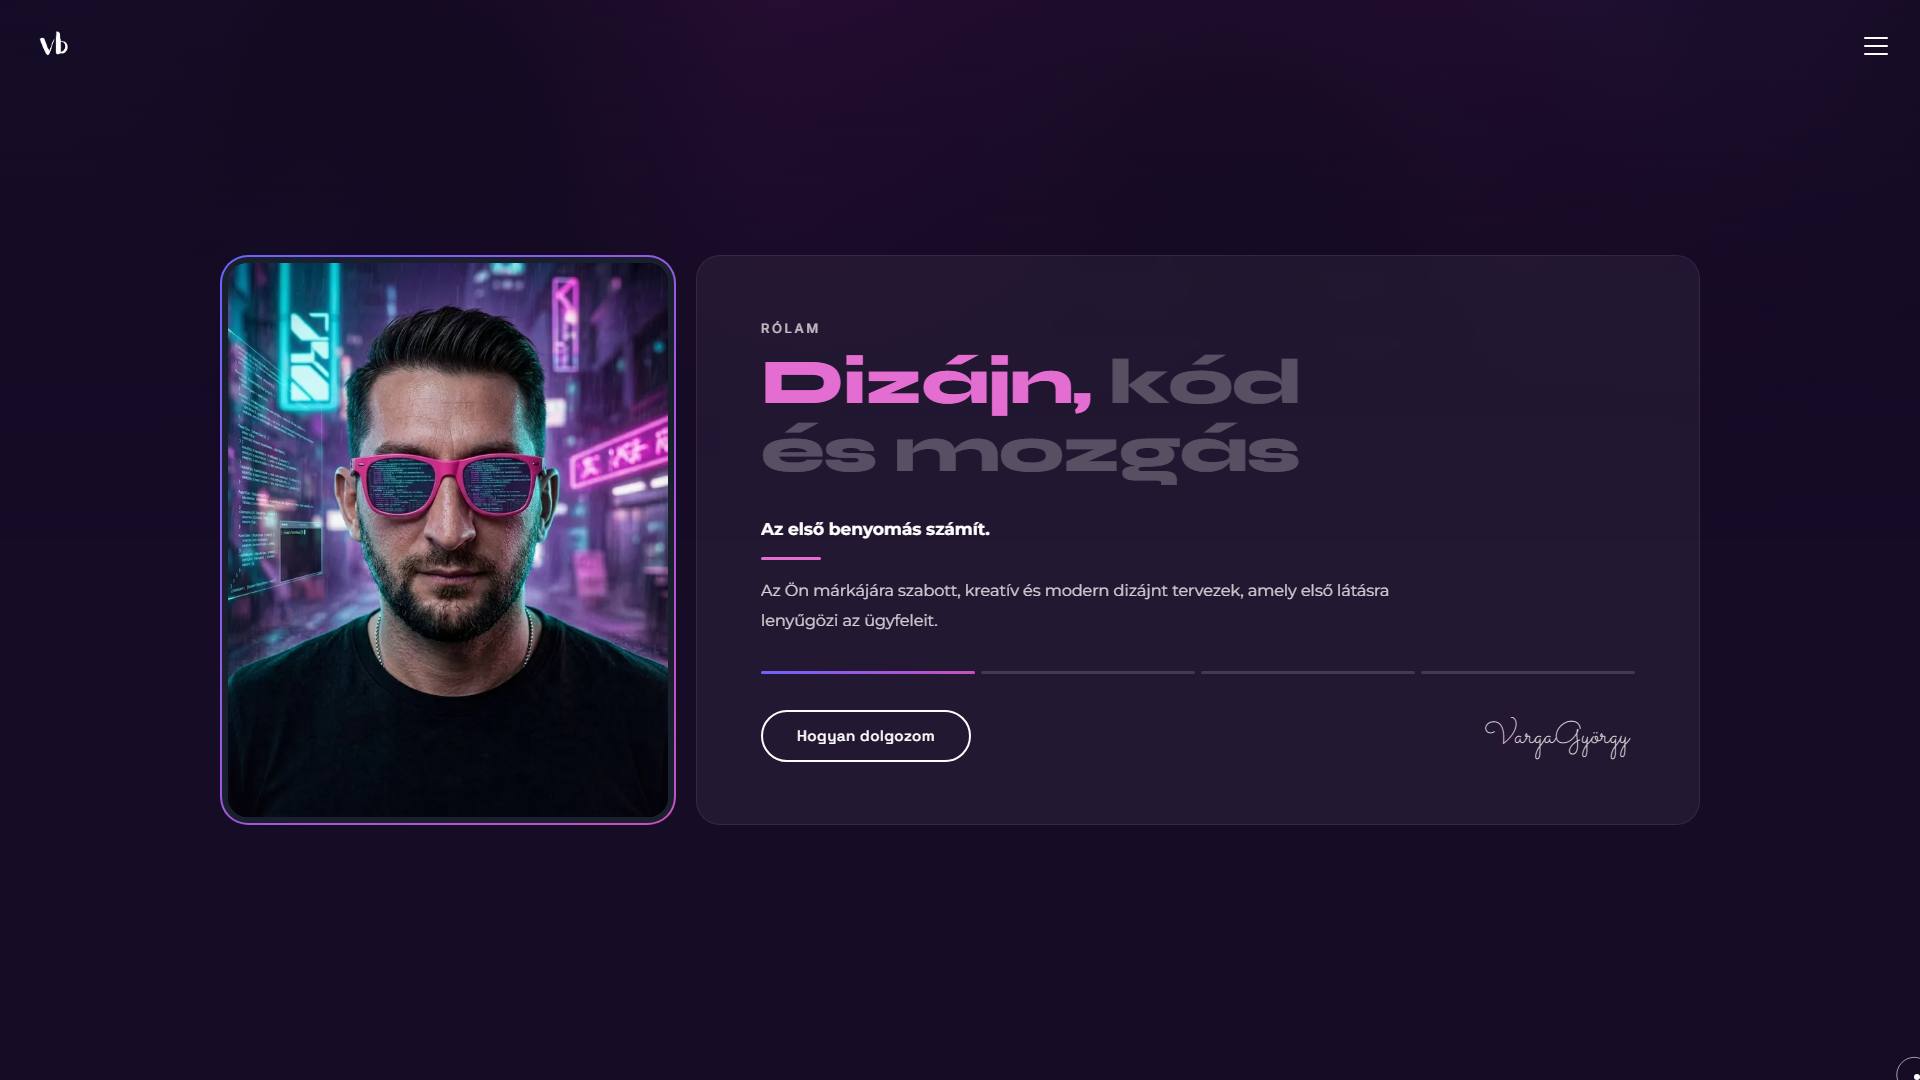 vb
RÓLAM
Dizájn, kód
és mozgás
Az első benyomás számít.
Az Ön márkájára szabott, kreatív és modern dizájnt tervezek, amely első látásra
lenyűgözi az ügyfeleit.
Hogyan dolgozom
VargaGyörgy